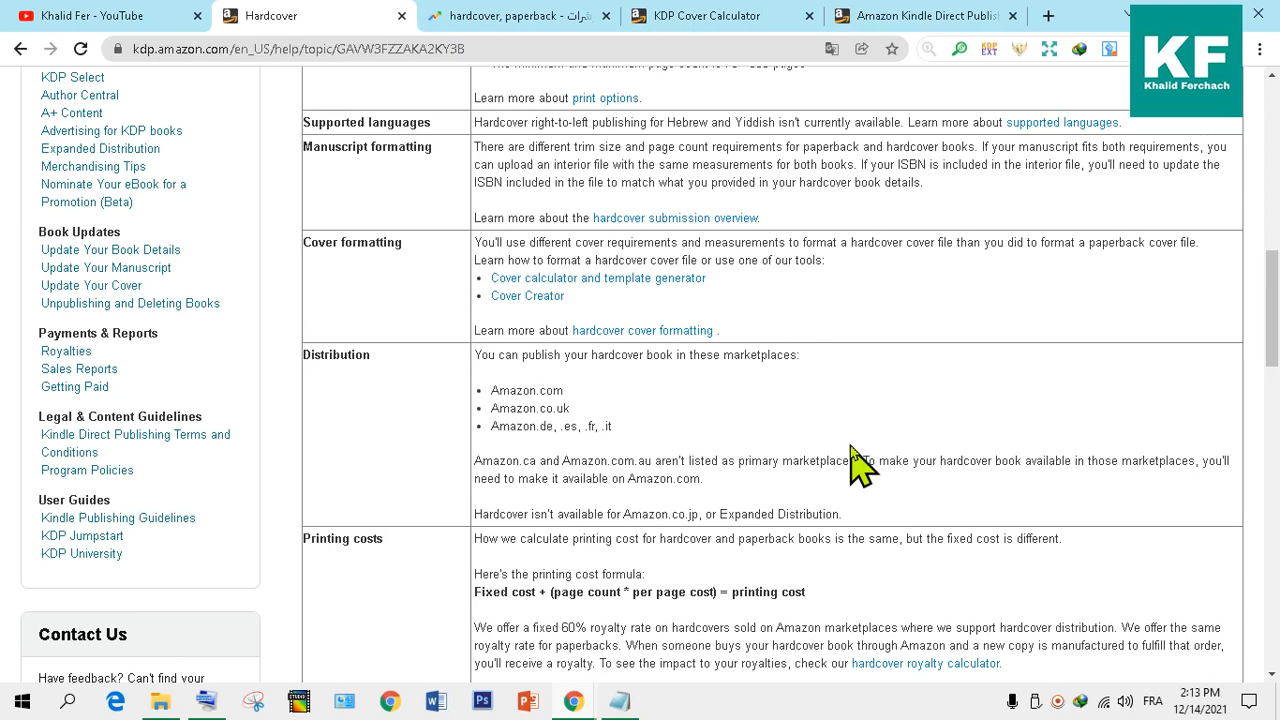 Khalid Fer - YouTube
Hardcover
hardcover, paperback - 
KDP Cover Calculator
Amazon Kindle Direct Publis
kdp.amazon.com/en_US/help/topic/GAVW3FZZAKA2KY3B
KF
Khalid Ferchach
KDP Select
Author Central
A+ Content
Advertising for KDP books
Expanded Distribution
Merchandising Tips
Nominate Your eBook for a
Promotion (Beta)
Book Updates
Update Your Book Details
Update Your Manuscript
Update Your Cover
Unpublishing and Deleting Books
Payments & Reports
Royalties
Sales Reports
Getting Paid
Legal & Content Guidelines
Kindle Direct Publishing Terms and
Conditions
Program Policies
User Guides
Kindle Publishing Guidelines
KDP Jumpstart
KDP University
Contact Us
Have feedback? Can't find your
Learn more about print options.
Supported languages
Hardcover right-to-left publishing for Hebrew and Yiddish isn't currently available. Learn more about supported languages.
Manuscript formatting
There are different trim size and page count requirements for paperback and hardcover books. If your manuscript fits both requirements, you
can upload an interior file with the same measurements for both books. If your ISBN is included in the interior file, you'll need to update the
ISBN included in the file to match what you provided in your hardcover book details.
Learn more about the hardcover submission overview.
Cover formatting
You'll use different cover requirements and measurements to format a hardcover cover file than you did to format a paperback cover file.
Learn how to format a hardcover cover file or use one of our tools:
• Cover calculator and template generator
• Cover Creator
Learn more about hardcover cover formatting .
Distribution
You can publish your hardcover book in these marketplaces:
• Amazon.com
• Amazon.co.uk
• Amazon.de, .es, .fr, .it
Amazon.ca and Amazon.com.au aren't listed as primary marketplace To make your hardcover book available in those marketplaces, you'll
need to make it available on Amazon.com.
Hardcover isn't available for Amazon.co.jp, or Expanded Distribution.
Printing costs
How we calculate printing cost for hardcover and paperback books is the same, but the fixed cost is different.
Here's the printing cost formula:
Fixed cost + (page count * per page cost) = printing cost
We offer a fixed 60% royalty rate on hardcovers sold on Amazon marketplaces where we support hardcover distribution. We offer the same
royalty rate for paperbacks. When someone buys your hardcover book through Amazon and a new copy is manufactured to fulfill that order,
you'll receive a royalty. To see the impact to your royalties, check our hardcover royalty calculator.
FRA
2:13 PM
12/14/2021